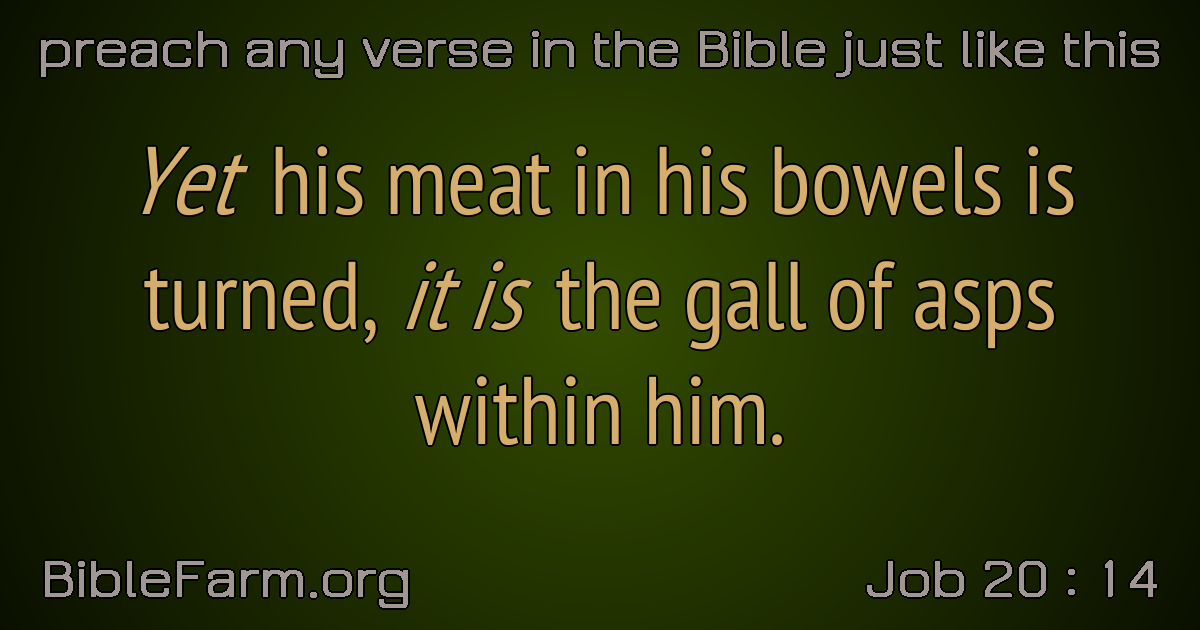 preach any verse in the Bible just like this
Yet his meat in his bowels is
turned, it is the gall of asps
within him.
BibleFarm.org
Job 20 : 14